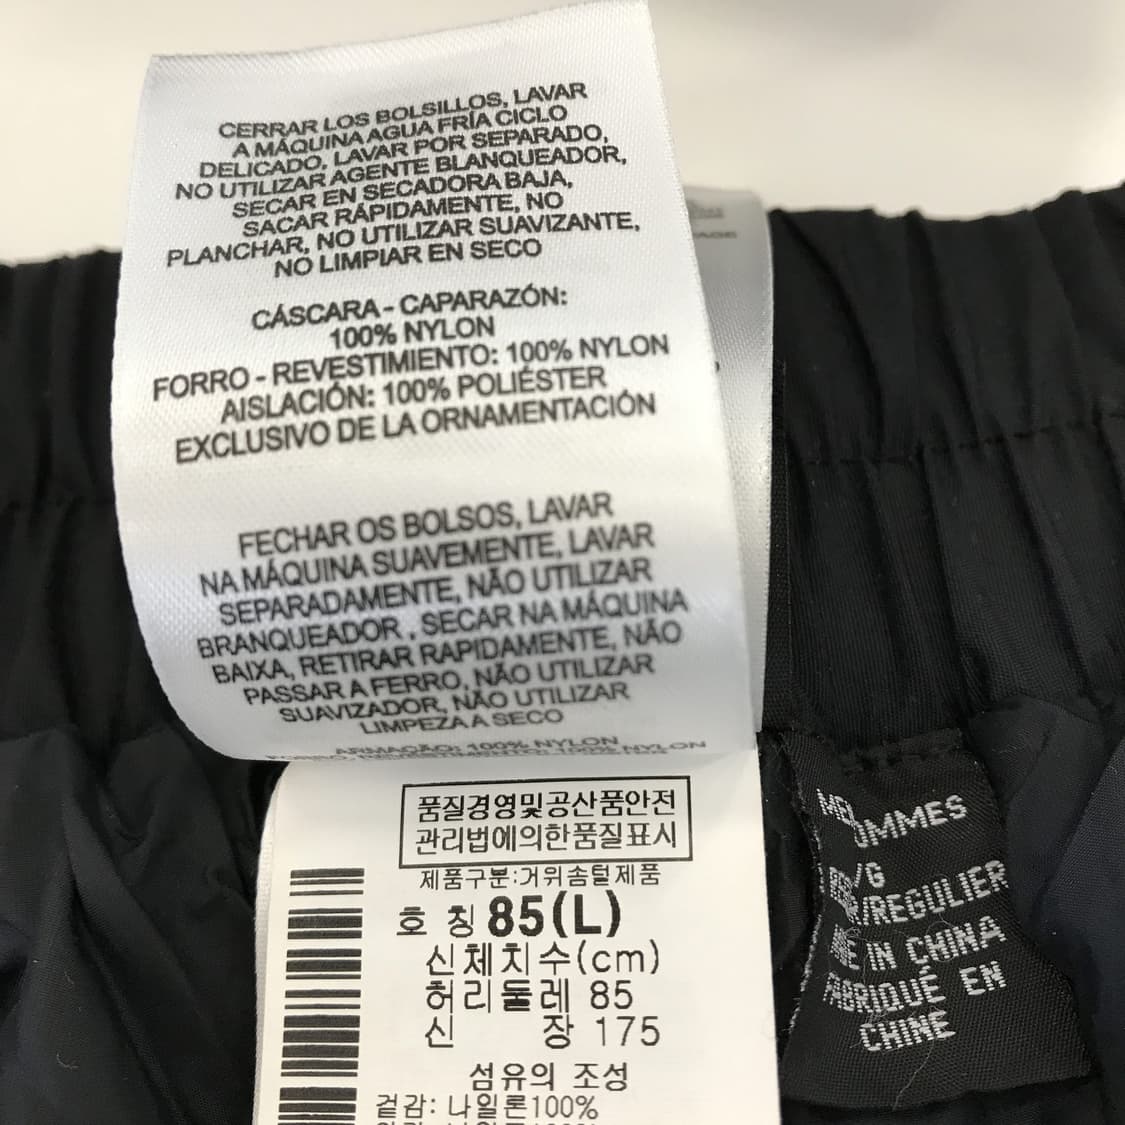 CERRAR LOS BOLSILLOS, LAVAR
A MÁQUINA AGUA FRÍA CICLO
DELICADO, LAVAR POR SEPARADO,
NO UTILIZAR AGENTE BLANQUEADOR,
SECAR EN SECADORA BAJA,
SACAR RÁPIDAMENTE, NO
PLANCHAR, NO UTILIZAR SUAVIZANTE,
NO LIMPIAR EN SECO
CÁSCARA - CAPARAZÓN:
100% NYLON
FORRO - REVESTIMIENTO: 100% NYLON
AISLACIÓN: 100% POLIÉSTER
EXCLUSIVO DE LA ORNAMENTACIÓN
FECHAR OS BOLSOS, LAVAR
NA MÁQUINA SUAVEMENTE, LAVAR
SEPARADAMENTE, NÃO UTILIZAR
BRANQUEADOR , SECAR NA MÁQUINA
BAIXA, RETIRAR RAPIDAMENTE, NÃO
PASSAR A FERRO, NÃO UTILIZAR
SUAVIZADOR, NÃO UTILIZAR
LIMPEZA A SECO
ARMAÇÃO: 100% NYLON
100% NYLON
품질경영및공산품안전
관리법에의한품질표시
제품구분:거위솜털제품
호 칭 85(L)
신체치수(cm)
허리둘레 85
신 장 175
섬유의 조성
겉감: 나일론100%
OMMES
/G
/REGULIER
IN CHINA
FABRIQUÉ EN
CHINE